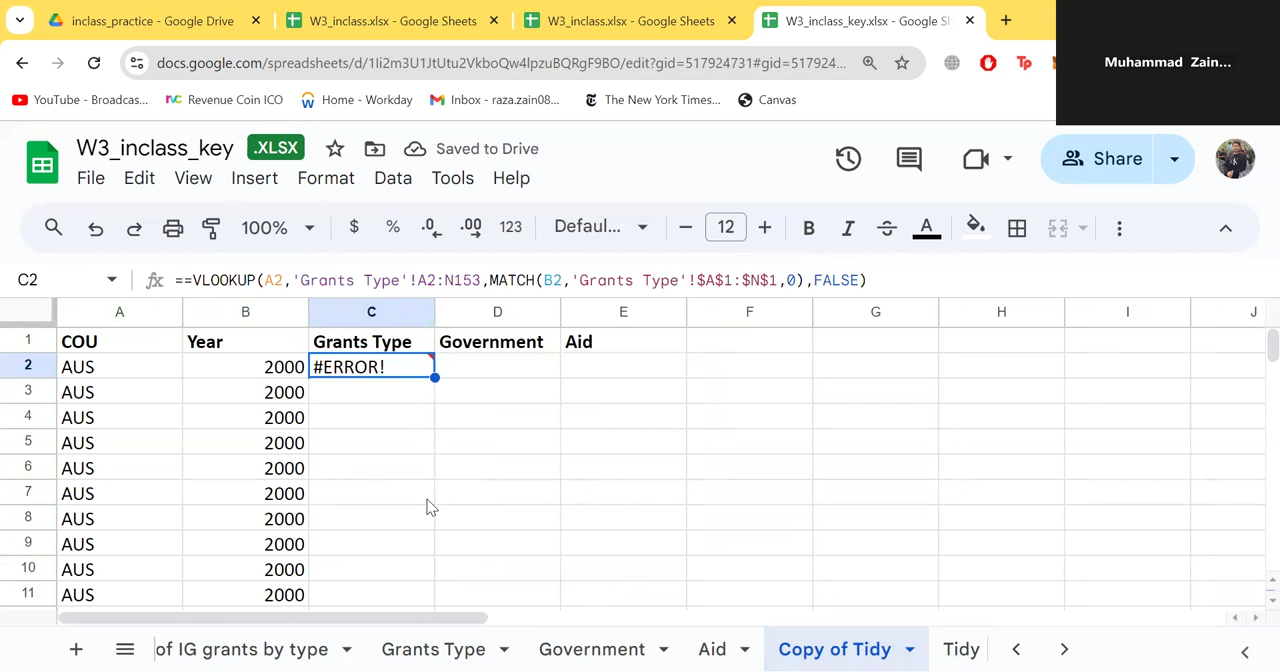 inclass_practice - Google Drive
W3_inclass.xlsx - Google Sheets
W3_inclass.xlsx - Google Sheets
W3_inclass_key.xlsx - Google Sh
docs.google.com/spreadsheets/d/1Ii2m3U1JtUtu2VkboQw4lpzuBQRgF9BO/edit?gid=517924731#gid=517924...
Tp
Muhammad Zain...
YouTube - Broadcas...
Revenue Coin ICO
Home - Workday
Inbox - raza.zain08...
The New York Times...
Canvas
W3_inclass_key
.XLSX
Saved to Drive
File Edit View Insert Format Data Tools Help
Share
100%
$ % .0 .00 123
Defaul...
12
B I S A
C2
fx ==VLOOKUP(A2,'Grants Type'!A2:N153,MATCH(B2,'Grants Type'!$A$1:$N$1,0),FALSE)
A B C D E F G H I J
1 COU Year Grants Type Government Aid
2 AUS 2000 #ERROR!
3 AUS 2000
4 AUS 2000
5 AUS 2000
6 AUS 2000
7 AUS 2000
8 AUS 2000
9 AUS 2000
10 AUS 2000
11 AUS 2000
of IG grants by type
Grants Type
Government
Aid
Copy of Tidy
Tidy